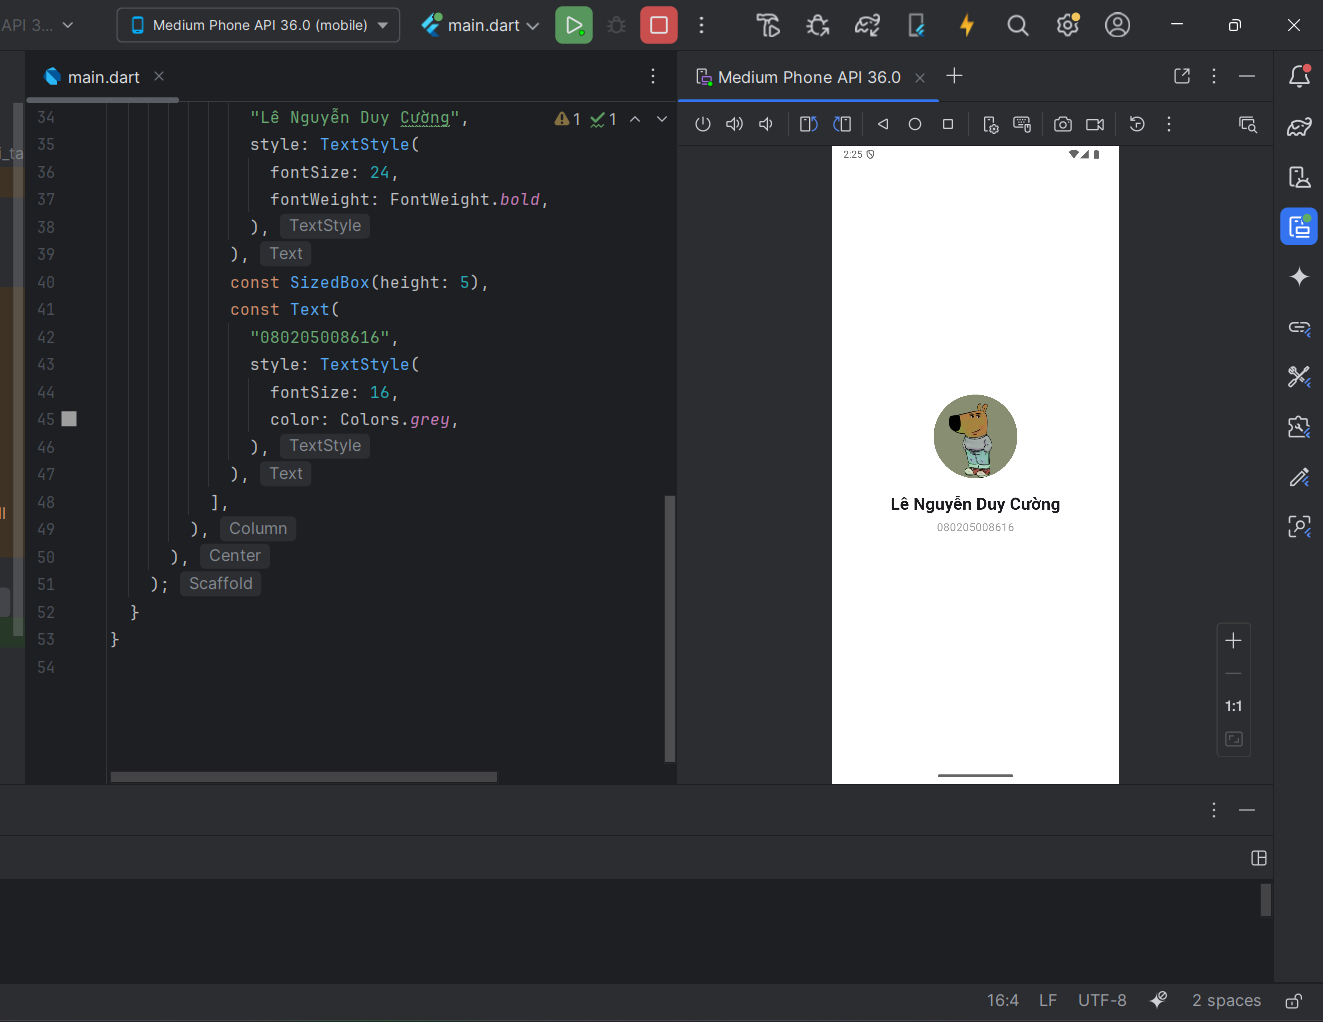 API 3...
Medium Phone API 36.0 (mobile)
main.dart
main.dart
Medium Phone API 36.0
34 "Lê Nguyễn Duy Cường",
1 1
35 style: TextStyle(
36 fontSize: 24,
37 fontWeight: FontWeight.bold,
38 ), TextStyle
39 ), Text
40 const SizedBox(height: 5),
41 const Text(
42 "080205008616",
43 style: TextStyle(
44 fontSize: 16,
45 color: Colors.grey,
46 ), TextStyle
47 ), Text
48 ],
49 ), Column
50 ), Center
51 ); Scaffold
52 }
53 }
54
i_ta
ll
2:25
Lê Nguyễn Duy Cường
080205008616
1:1
16:4 LF UTF-8 2 spaces